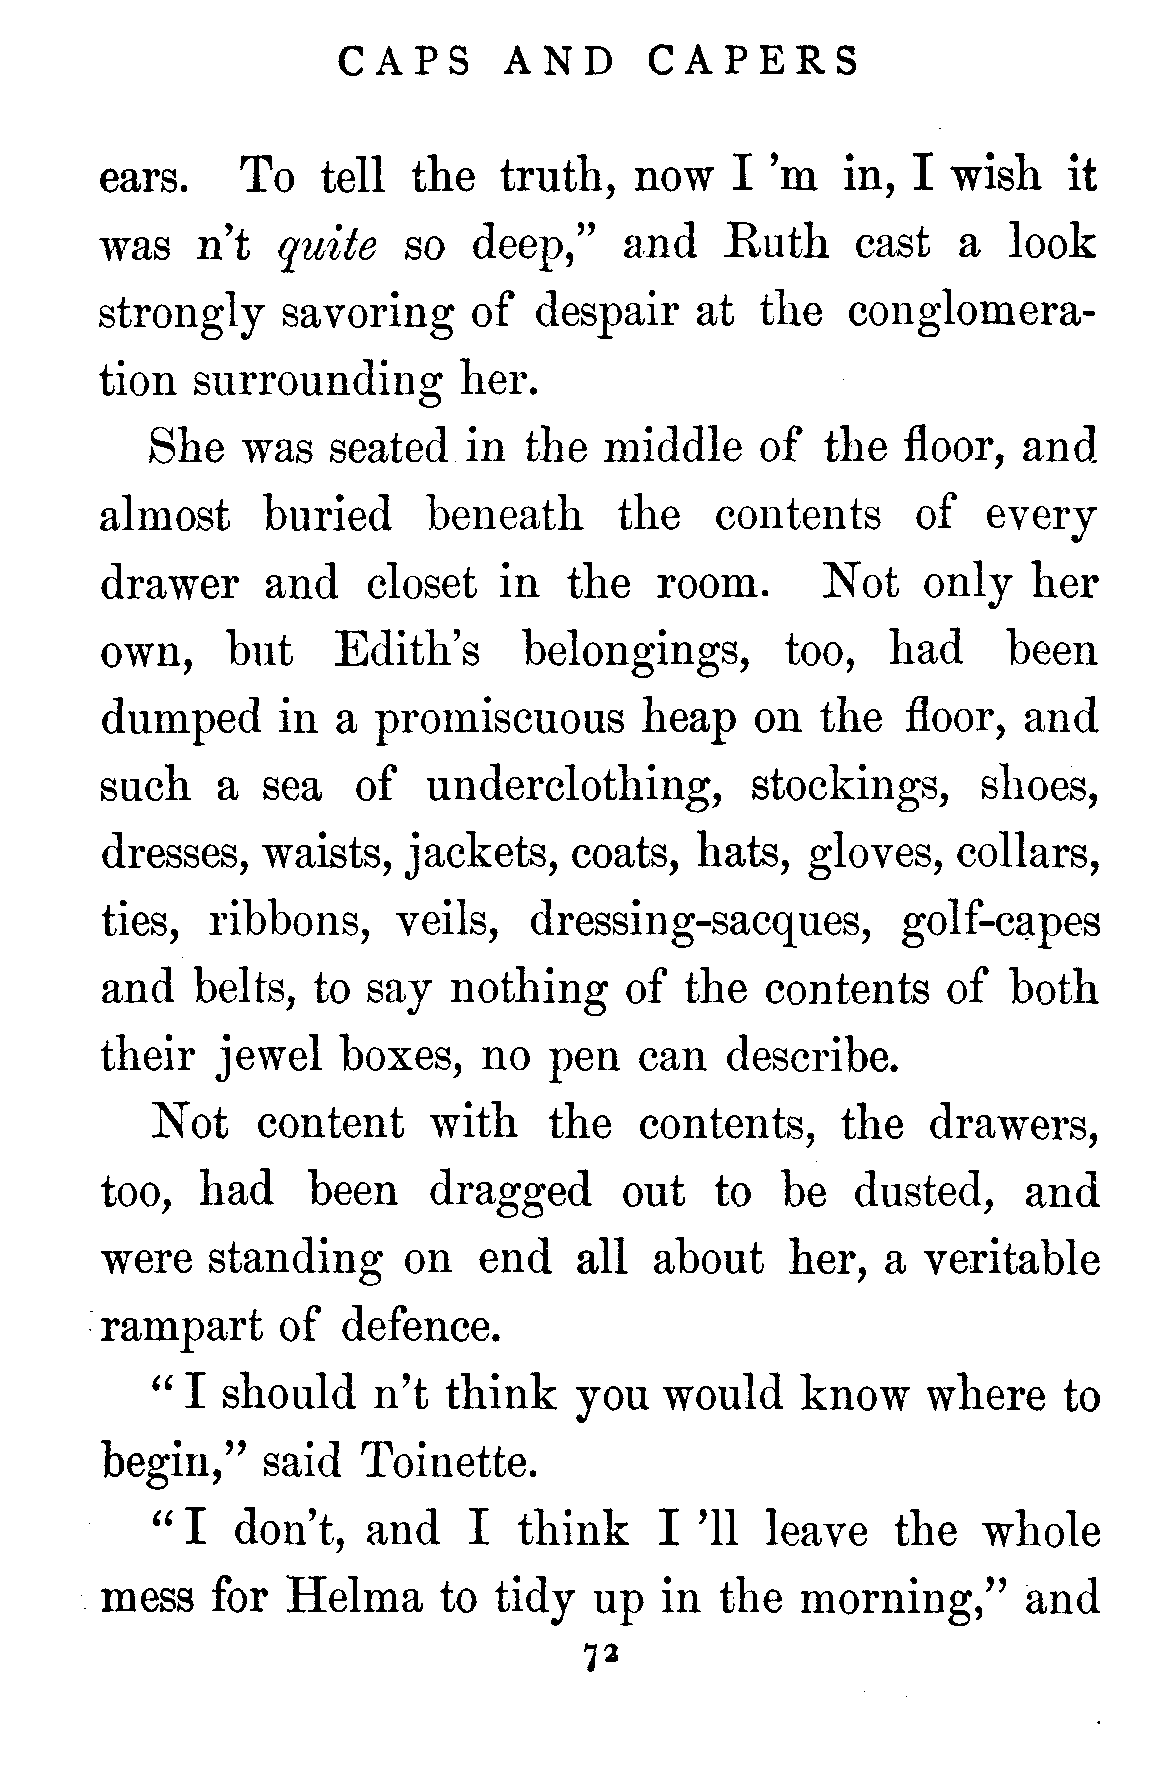 CAPS AND CAPERS
ears. To tell the truth, now I 'm in, I wish it
was n't quite so deep,” and Ruth cast a look
strongly savoring of despair at the conglomera-
tion surrounding her.
She was seated in the middle of the floor, and
almost buried beneath the contents of every
drawer and closet in the room. Not only her
own, but Edith's belongings, too, had been
dumped in a promiscuous heap on the floor, and
such a sea of underclothing, stockings, shoes,
dresses, waists, jackets, coats, hats, gloves, collars,
ties, ribbons, veils, dressing-sacques, golf-capes
and belts, to say nothing of the contents of both
their jewel boxes, no pen can describe.
Not content with the contents, the drawers,
too, had been dragged out to be dusted, and
were standing on end all about her, a veritable
rampart of defence.
“I should n't think you would know where to
begin,” said Toinette.
“I don't, and I think I 'll leave the whole
mess for Helma to tidy up in the morning,” and
72